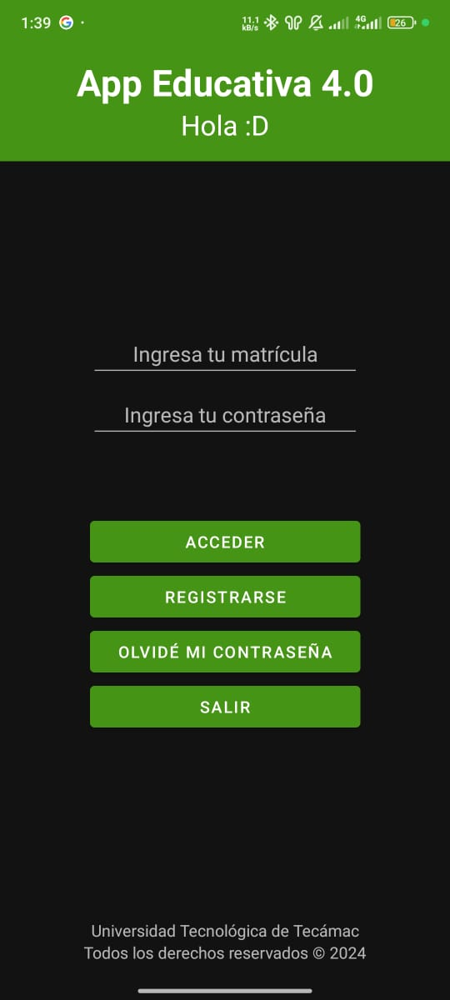 1:39
11.1
kB/s
4G
26
App Educativa 4.0
Hola :D
Ingresa tu matrícula
Ingresa tu contraseña
ACCEDER
REGISTRARSE
OLVIDÉ MI CONTRASEÑA
SALIR
Universidad Tecnológica de Tecámac
Todos los derechos reservados © 2024